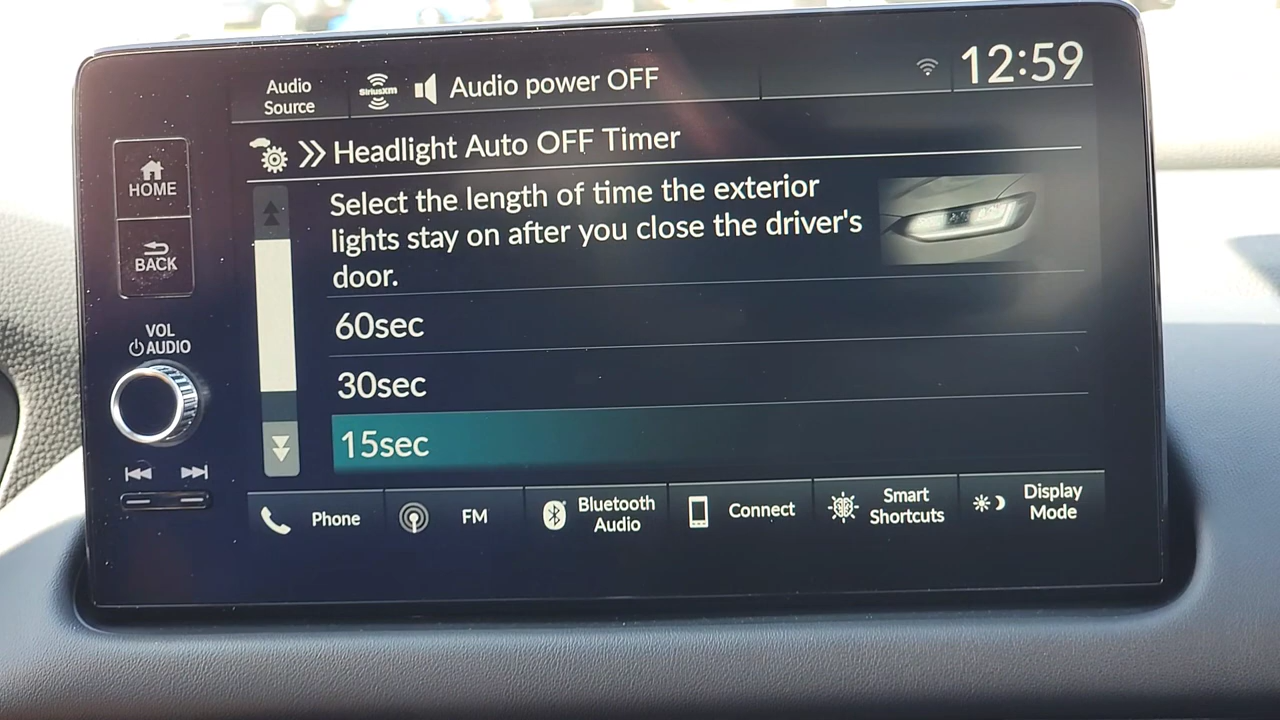 Audio
Source
SiriusXM
Audio power OFF
12:59
Headlight Auto OFF Timer
HOME
BACK
VOL
AUDIO
Select the length of time the exterior
lights stay on after you close the driver's
door.
60sec
30sec
15sec
Phone
FM
Bluetooth
Audio
Connect
Smart
Shortcuts
Display
Mode